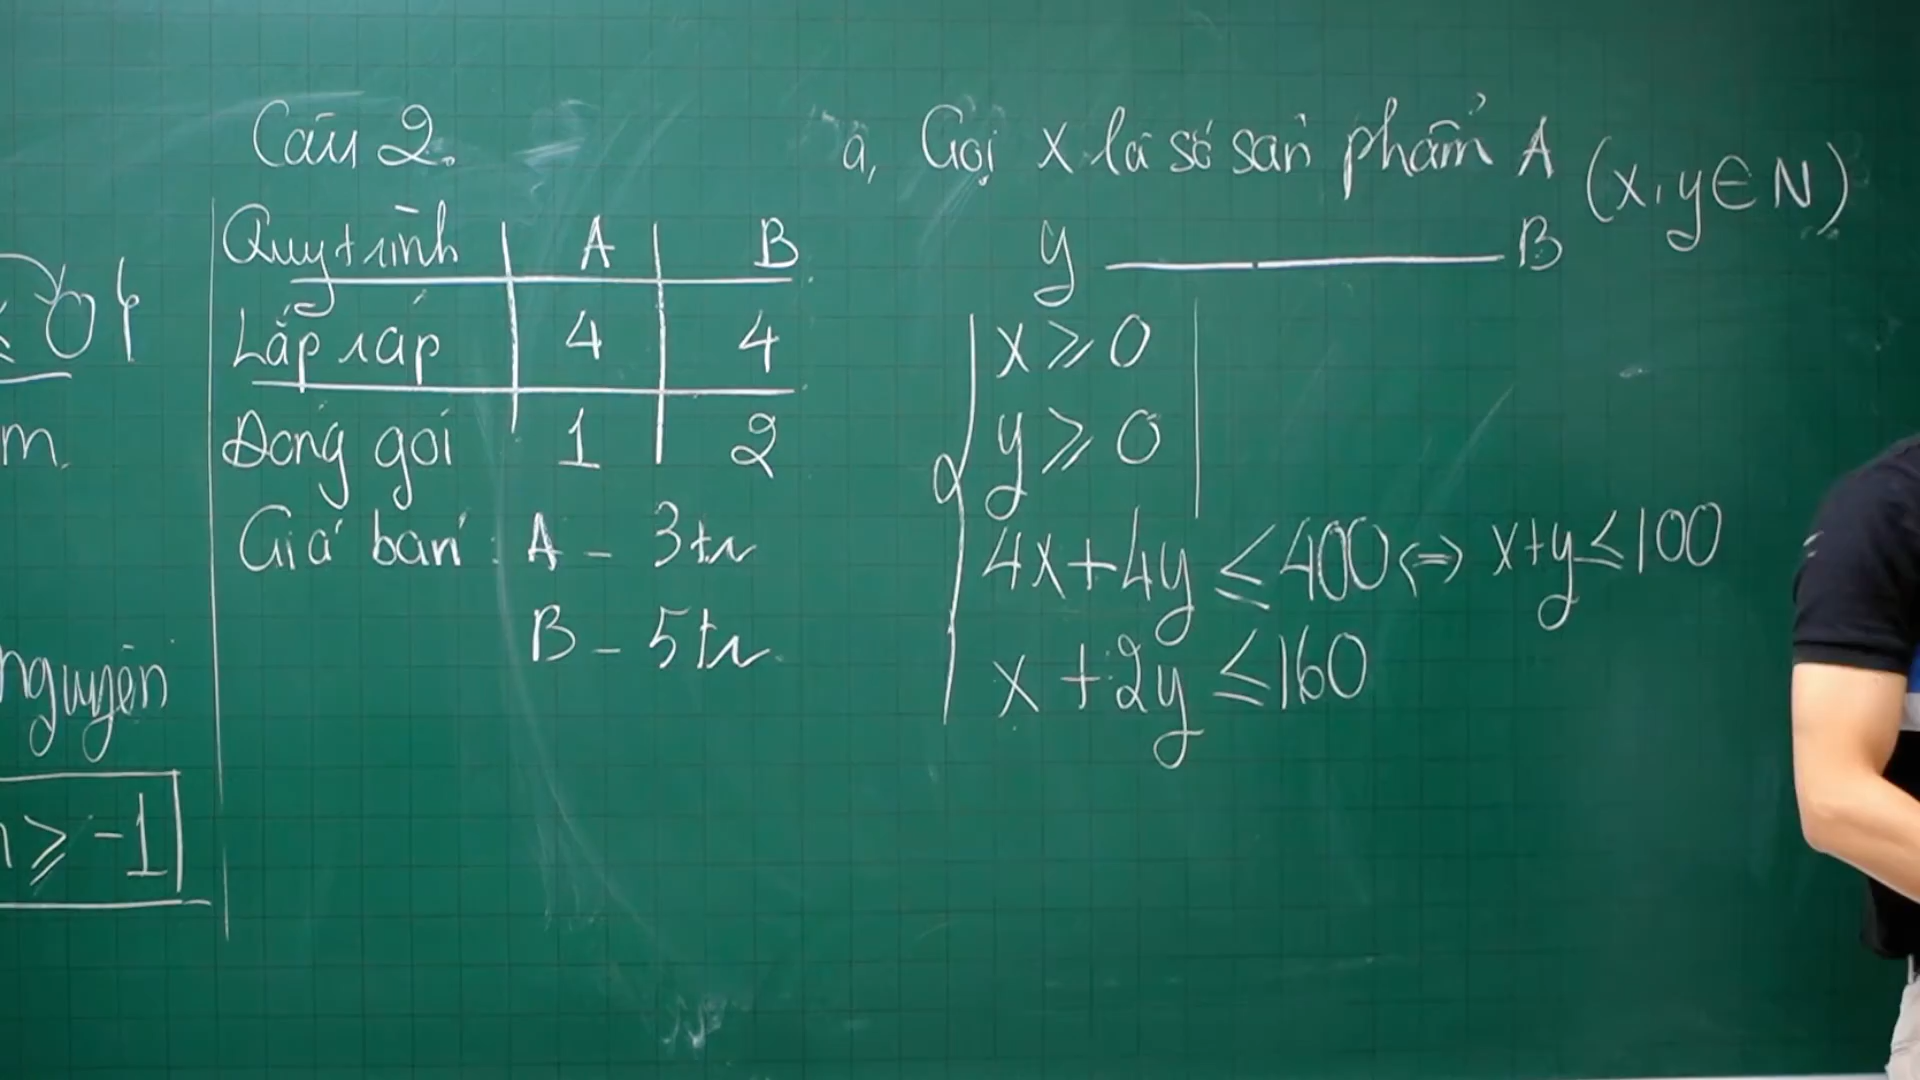 Câu 2.
Quy trình A B
Lắp ráp 4 4
Đóng gói 1 2
Giá bán: A - 3tr
B - 5tr
a, Gọi x là số sản phẩm A (x, y ∈ N)
y ——— B
x ⩾ 0
y ⩾ 0
4x + 4y ≤ 400 ⇔ x + y ≤ 100
x + 2y ≤ 160
m.
nguyên
⩾ -1